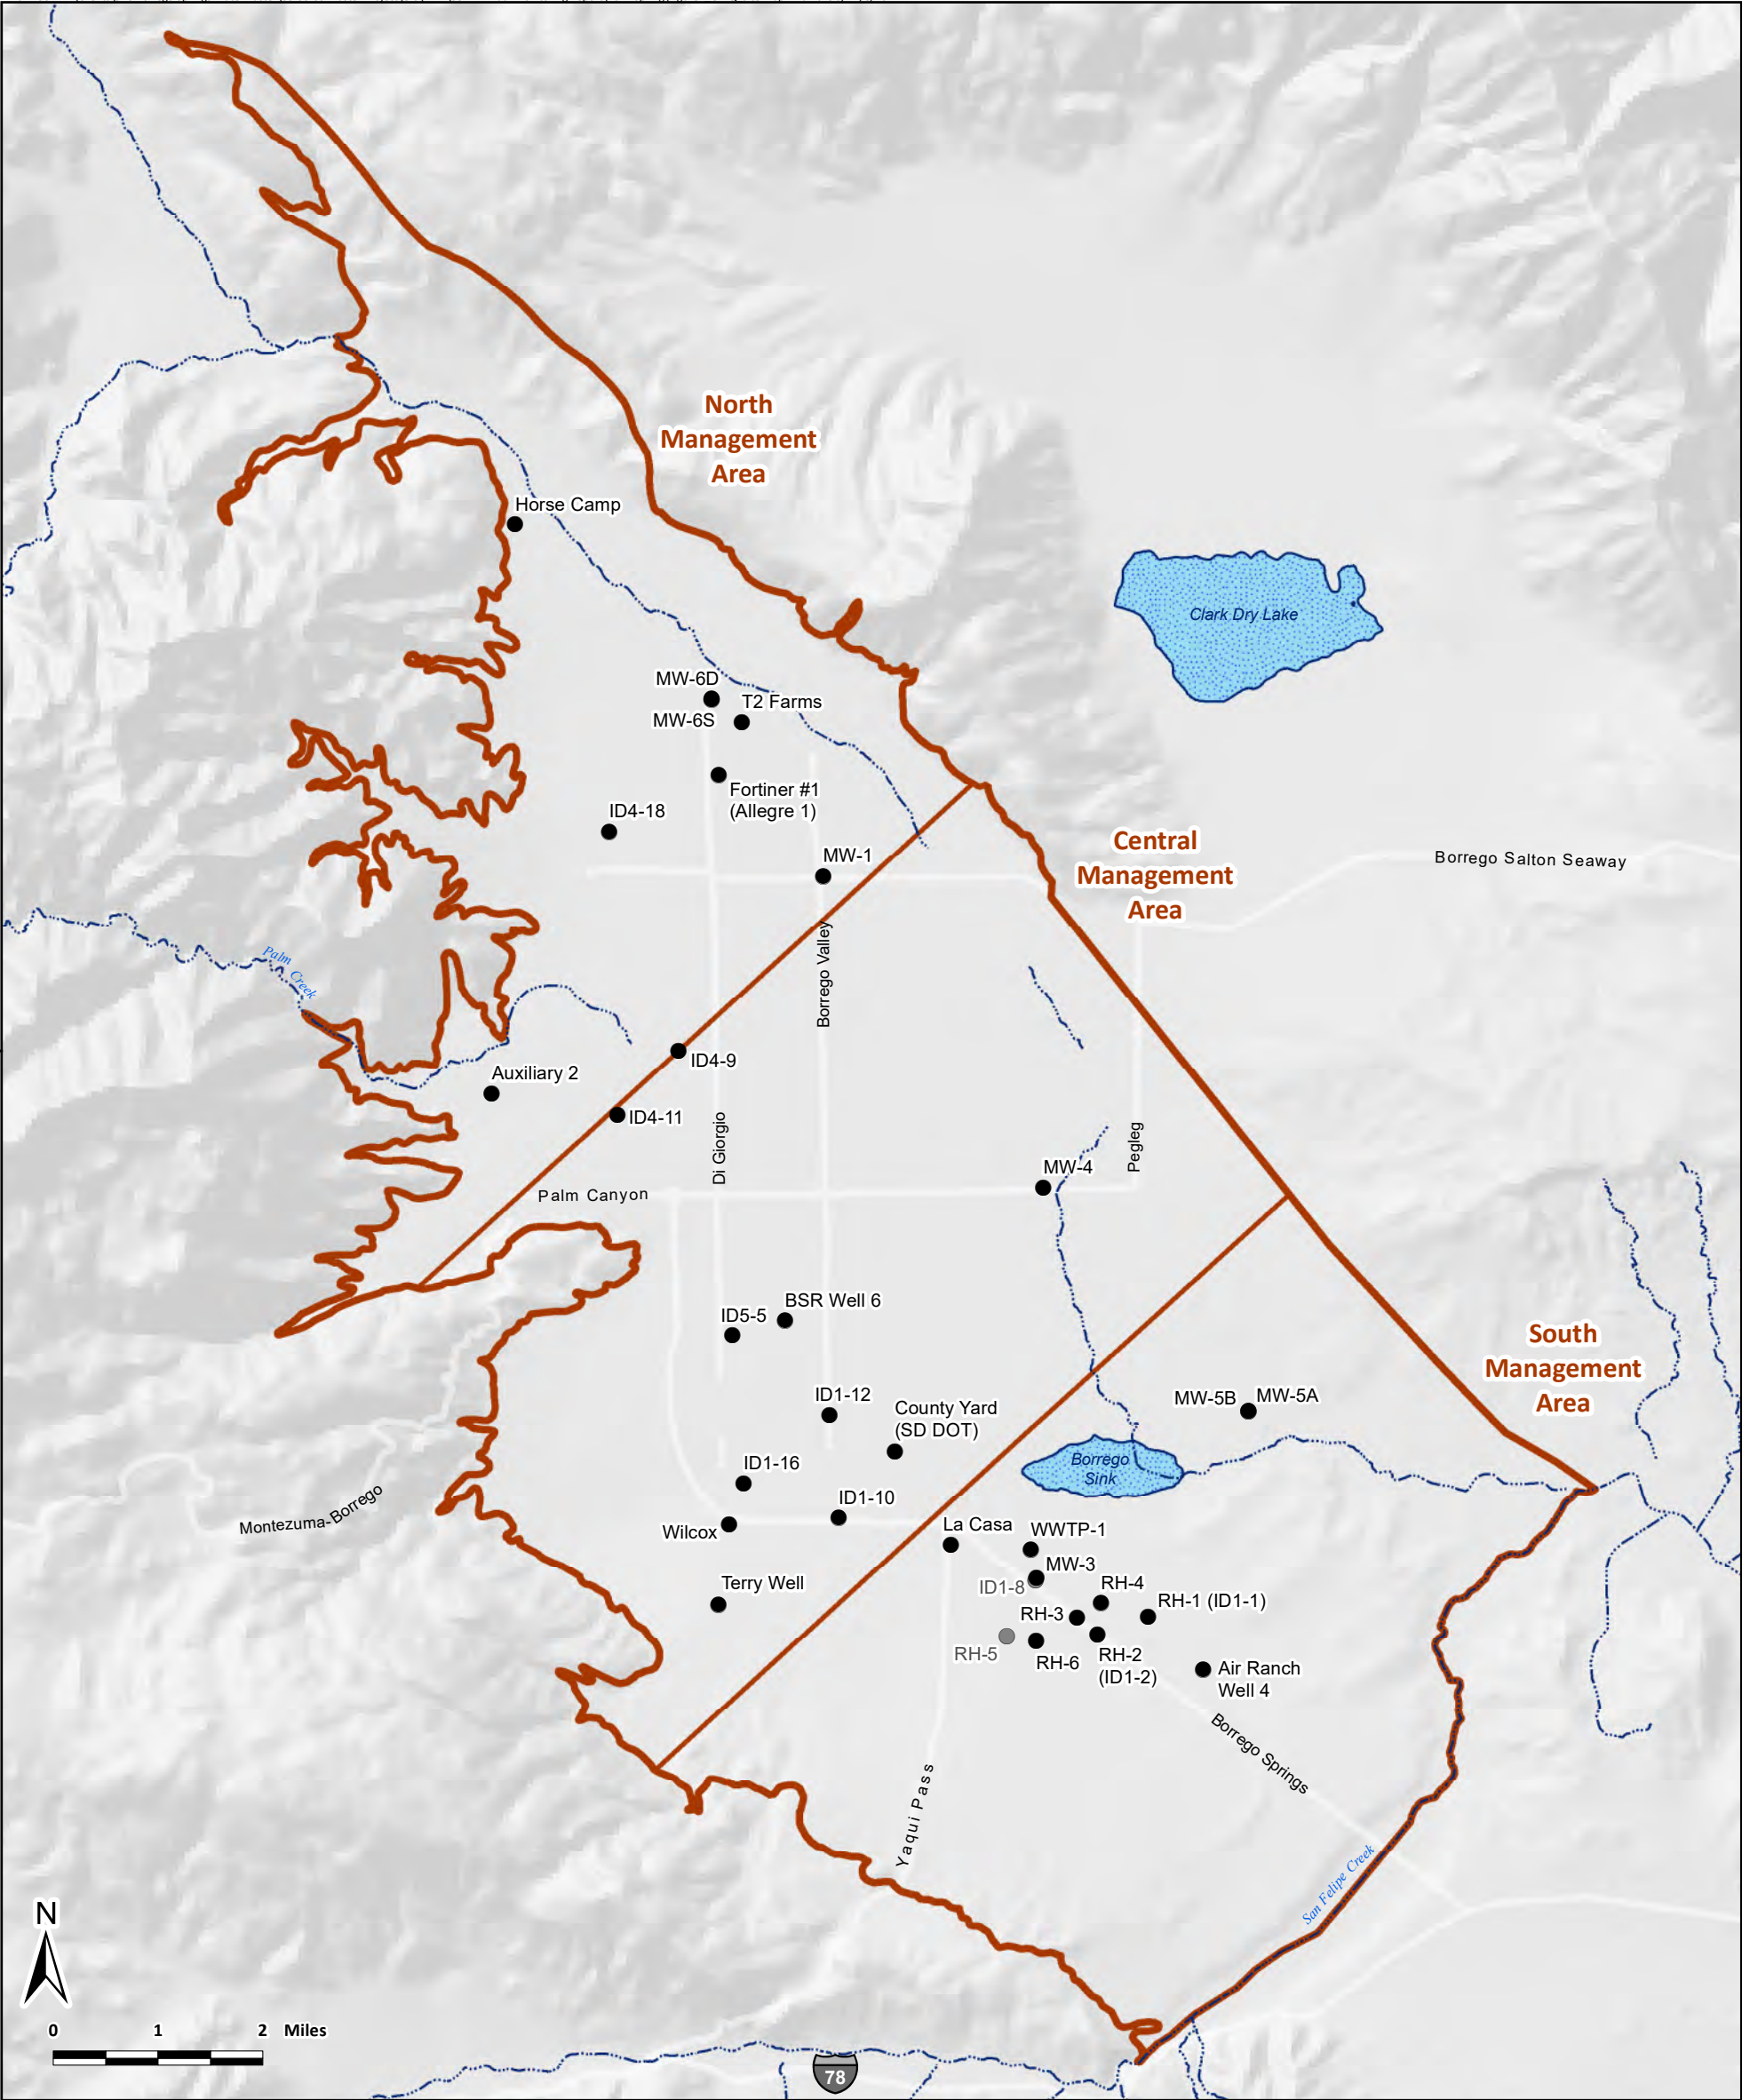 North
Management
Area
Horse Camp
Clark Dry Lake
MW-6D
T2 Farms
MW-6S
Fortiner #1
(Allegre 1)
ID4-18
Central
Management
Area
MW-1
Borrego Salton Seaway
Borrego Valley
Palm
Creek
ID4-9
Auxiliary 2
ID4-11
Di Giorgio
Pegleg
MW-4
Palm Canyon
BSR Well 6
ID5-5
South
Management
Area
ID1-12
MW-5B
MW-5A
County Yard
(SD DOT)
Borrego
Sink
ID1-16
Montezuma-Borrego
ID1-10
Wilcox
La Casa
WWTP-1
MW-3
ID1-8
Terry Well
RH-4
RH-1 (ID1-1)
RH-3
RH-5
RH-6
RH-2
(ID1-2)
Air Ranch
Well 4
Borrego Springs
Yaqui Pass
San Felipe Creek
N
0 1 2 Miles
78